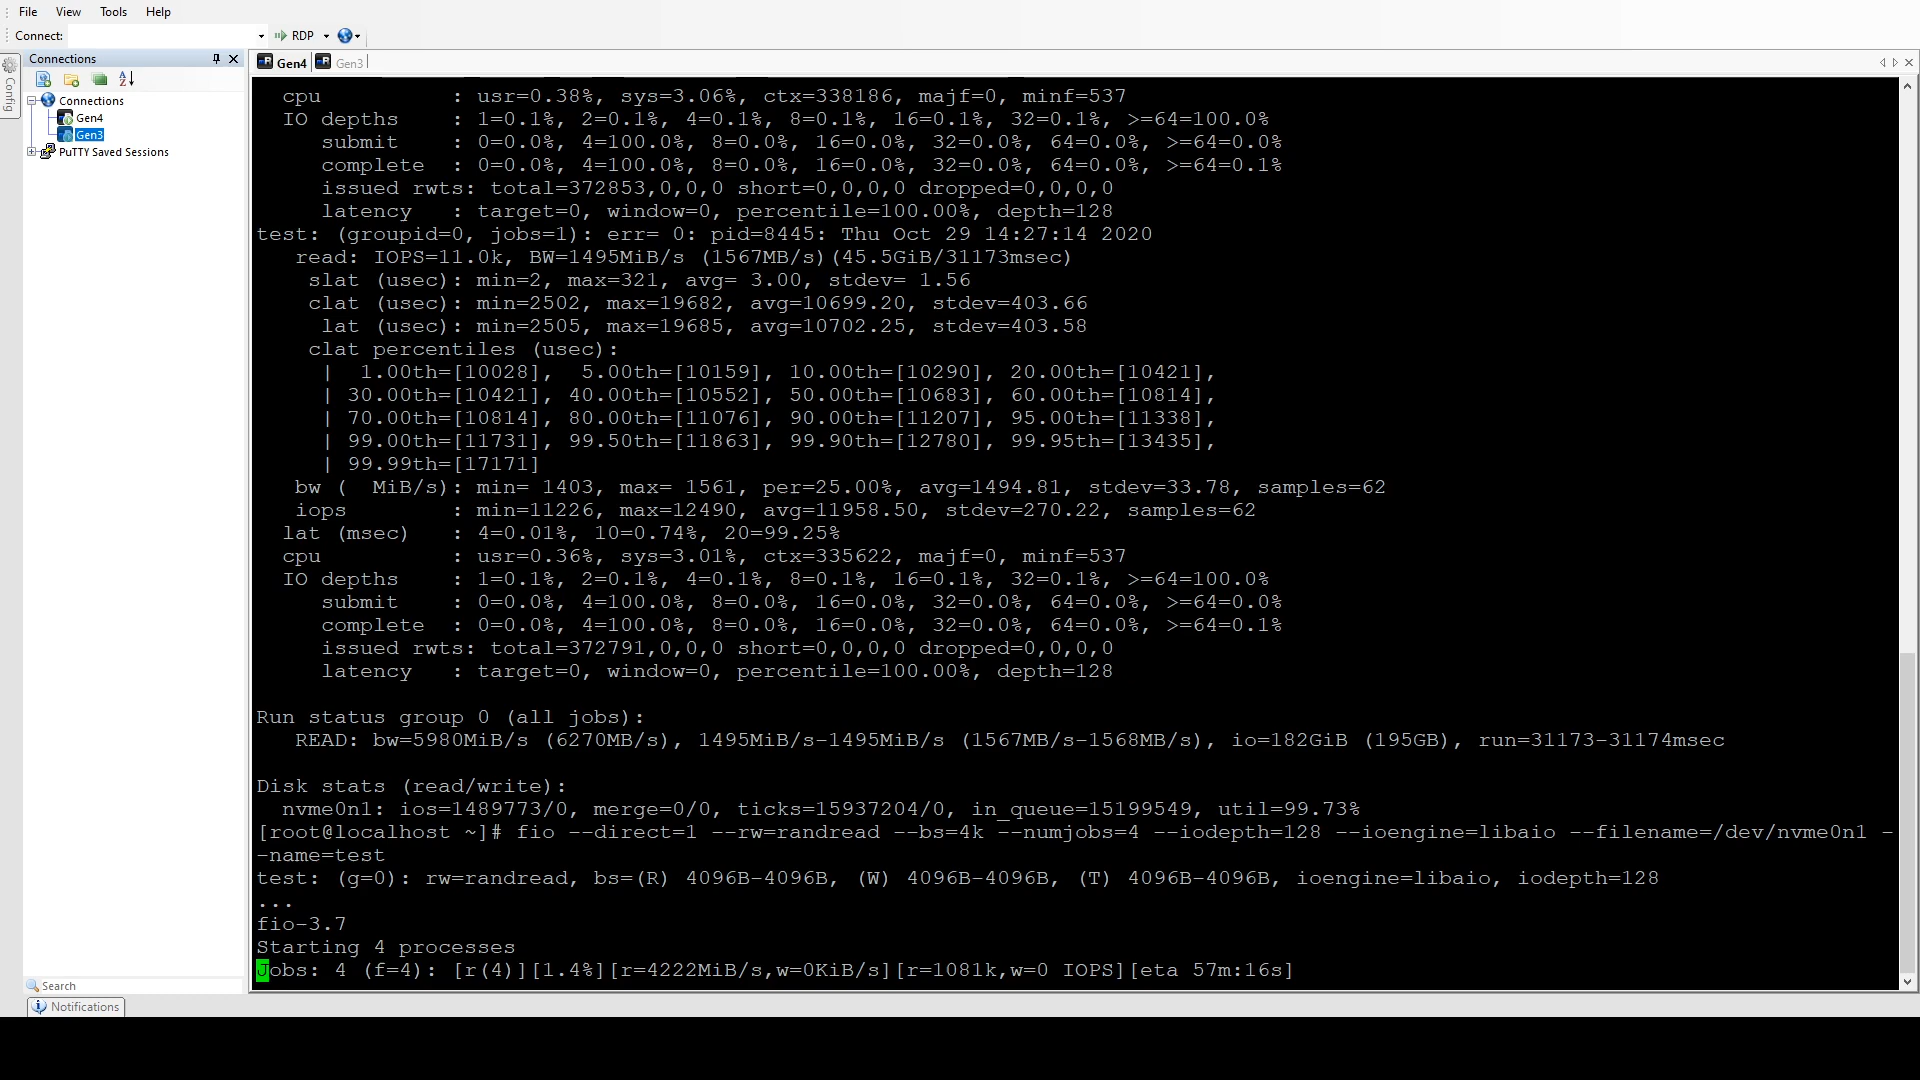 File View Tools Help
Connect: RDP
Connections
Gen4 Gen3
Config
Connections
Gen4
Gen3
PuTTY Saved Sessions
cpu : usr=0.38%, sys=3.06%, ctx=338186, majf=0, minf=537
IO depths : 1=0.1%, 2=0.1%, 4=0.1%, 8=0.1%, 16=0.1%, 32=0.1%, >=64=100.0%
submit : 0=0.0%, 4=100.0%, 8=0.0%, 16=0.0%, 32=0.0%, 64=0.0%, >=64=0.0%
complete : 0=0.0%, 4=100.0%, 8=0.0%, 16=0.0%, 32=0.0%, 64=0.0%, >=64=0.1%
issued rwts: total=372853,0,0,0 short=0,0,0,0 dropped=0,0,0,0
latency : target=0, window=0, percentile=100.00%, depth=128
test: (groupid=0, jobs=1): err= 0: pid=8445: Thu Oct 29 14:27:14 2020
read: IOPS=11.0k, BW=1495MiB/s (1567MB/s)(45.5GiB/31173msec)
slat (usec): min=2, max=321, avg= 3.00, stdev= 1.56
clat (usec): min=2502, max=19682, avg=10699.20, stdev=403.66
lat (usec): min=2505, max=19685, avg=10702.25, stdev=403.58
clat percentiles (usec):
| 1.00th=[10028], 5.00th=[10159], 10.00th=[10290], 20.00th=[10421],
| 30.00th=[10421], 40.00th=[10552], 50.00th=[10683], 60.00th=[10814],
| 70.00th=[10814], 80.00th=[11076], 90.00th=[11207], 95.00th=[11338],
| 99.00th=[11731], 99.50th=[11863], 99.90th=[12780], 99.95th=[13435],
| 99.99th=[17171]
bw ( MiB/s): min= 1403, max= 1561, per=25.00%, avg=1494.81, stdev=33.78, samples=62
iops : min=11226, max=12490, avg=11958.50, stdev=270.22, samples=62
lat (msec) : 4=0.01%, 10=0.74%, 20=99.25%
cpu : usr=0.36%, sys=3.01%, ctx=335622, majf=0, minf=537
IO depths : 1=0.1%, 2=0.1%, 4=0.1%, 8=0.1%, 16=0.1%, 32=0.1%, >=64=100.0%
submit : 0=0.0%, 4=100.0%, 8=0.0%, 16=0.0%, 32=0.0%, 64=0.0%, >=64=0.0%
complete : 0=0.0%, 4=100.0%, 8=0.0%, 16=0.0%, 32=0.0%, 64=0.0%, >=64=0.1%
issued rwts: total=372791,0,0,0 short=0,0,0,0 dropped=0,0,0,0
latency : target=0, window=0, percentile=100.00%, depth=128
Run status group 0 (all jobs):
READ: bw=5980MiB/s (6270MB/s), 1495MiB/s-1495MiB/s (1567MB/s-1568MB/s), io=182GiB (195GB), run=31173-31174msec
Disk stats (read/write):
nvme0n1: ios=1489773/0, merge=0/0, ticks=15937204/0, in_queue=15199549, util=99.73%
[root@localhost ~]# fio --direct=1 --rw=randread --bs=4k --numjobs=4 --iodepth=128 --ioengine=libaio --filename=/dev/nvme0n1 -
-name=test
test: (g=0): rw=randread, bs=(R) 4096B-4096B, (W) 4096B-4096B, (T) 4096B-4096B, ioengine=libaio, iodepth=128
...
fio-3.7
Starting 4 processes
Jobs: 4 (f=4): [r(4)][1.4%][r=4222MiB/s,w=0KiB/s][r=1081k,w=0 IOPS][eta 57m:16s]
Search
Notifications